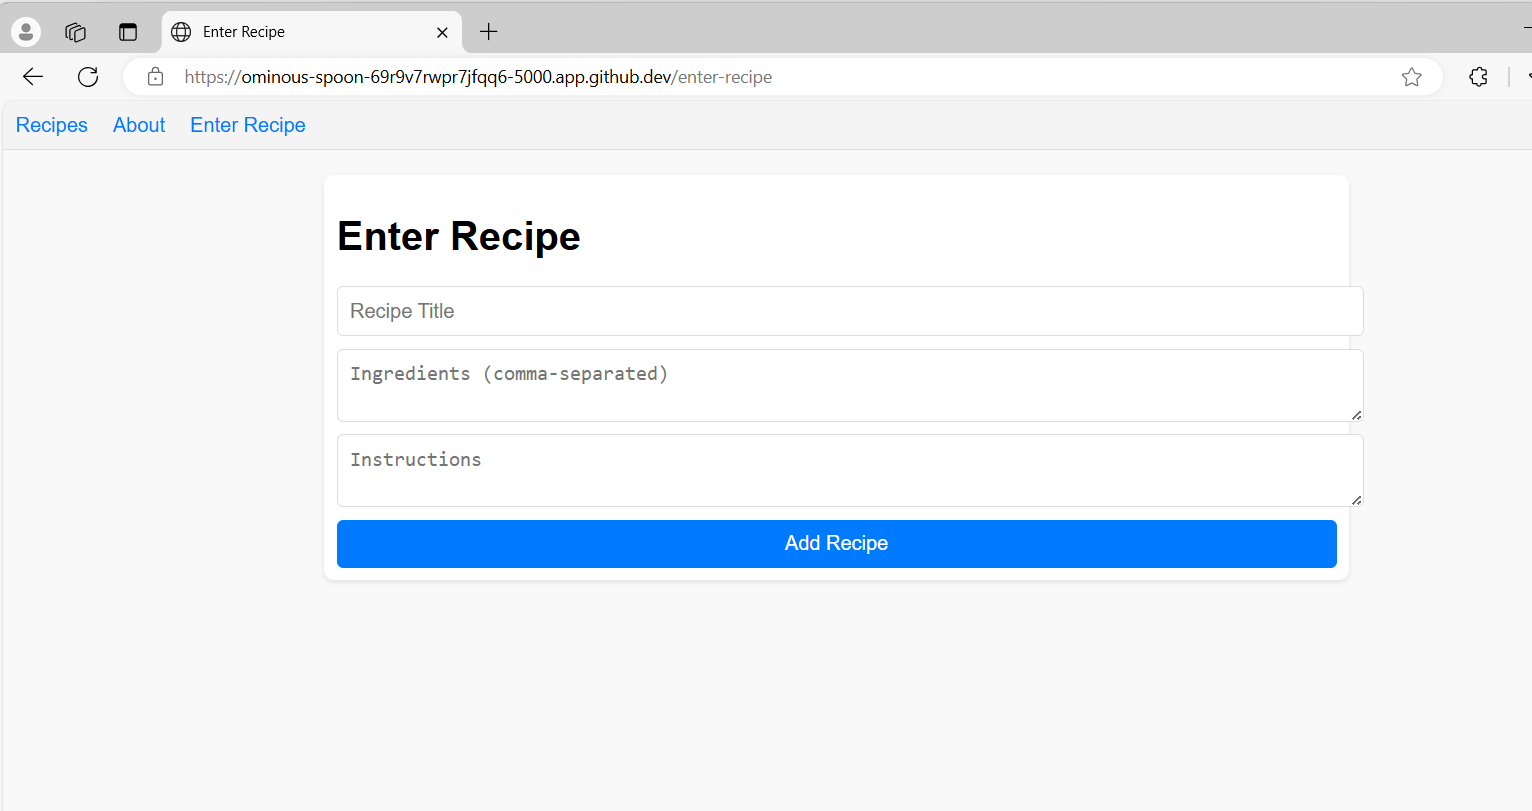 Enter Recipe
https://ominous-spoon-69r9v7rwpr7jfqq6-5000.app.github.dev/enter-recipe
Recipes About Enter Recipe
Enter Recipe
Recipe Title
Ingredients (comma-separated)
Instructions
Add Recipe